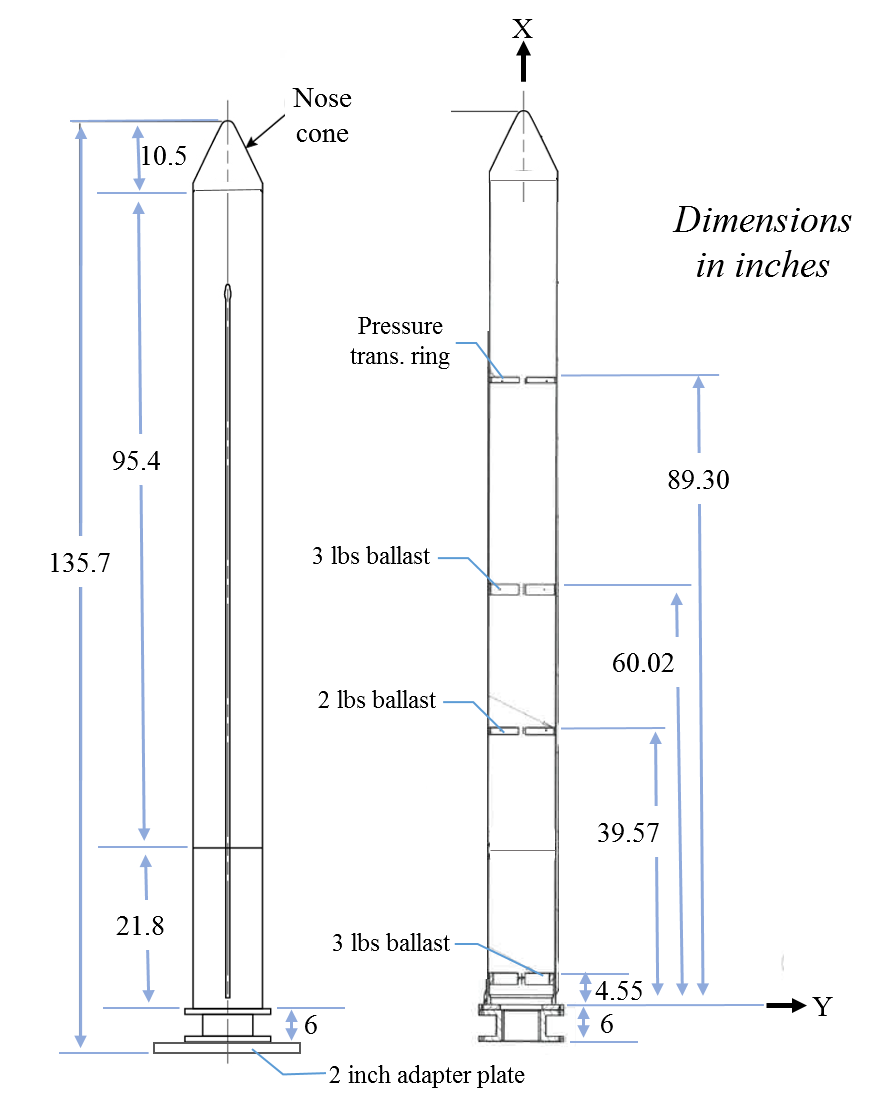 X
Nose
cone
10.5
Dimensions
in inches
Pressure
trans. ring
95.4
89.30
135.7
3 lbs ballast
60.02
2 lbs ballast
39.57
21.8
3 lbs ballast
4.55
Y
6
6
2 inch adapter plate